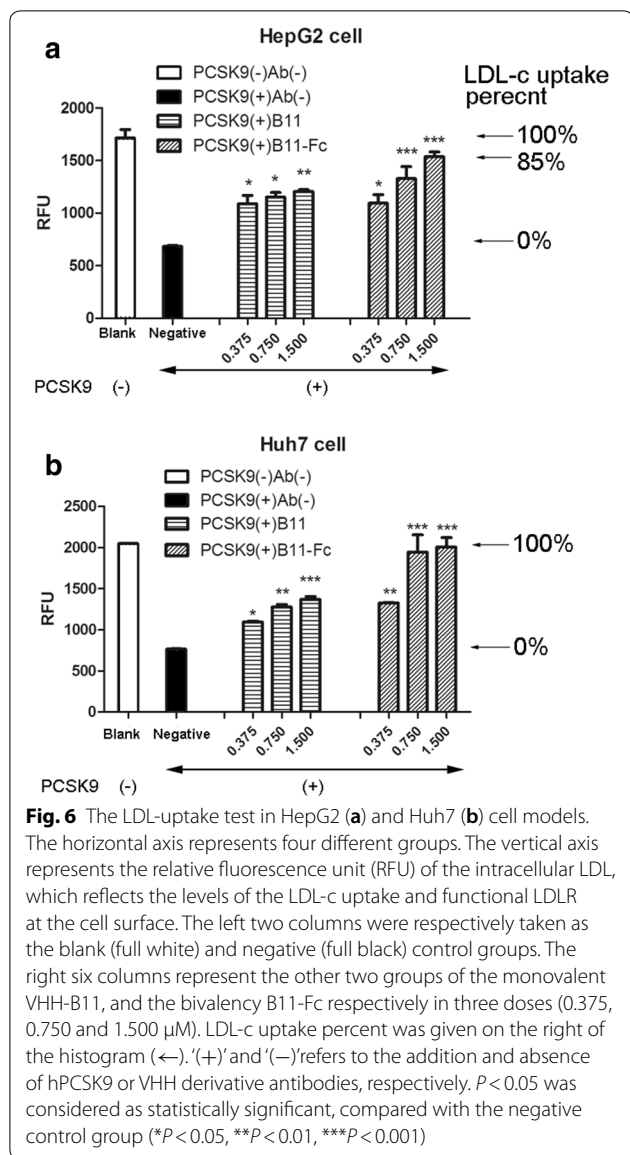 a
HepG2 cell
PCSK9(-)Ab(-)
PCSK9(+)Ab(-)
PCSK9(+)B11
PCSK9(+)B11-Fc
LDL-c uptake
perecnt
2000
1500
1000
500
0
RFU
* * ** * *** ***
100%
85%
0%
Blank Negative 0.375 0.750 1.500 0.375 0.750 1.500
PCSK9 (-) (+)
b
Huh7 cell
PCSK9(-)Ab(-)
PCSK9(+)Ab(-)
PCSK9(+)B11
PCSK9(+)B11-Fc
2500
2000
1500
1000
500
0
RFU
* ** *** ** *** ***
100%
0%
Blank Negative 0.375 0.750 1.500 0.375 0.750 1.500
PCSK9 (-) (+)
Fig. 6 The LDL-uptake test in HepG2 (a) and Huh7 (b) cell models.
The horizontal axis represents four different groups. The vertical axis
represents the relative fluorescence unit (RFU) of the intracellular LDL,
which reflects the levels of the LDL-c uptake and functional LDLR
at the cell surface. The left two columns were respectively taken as
the blank (full white) and negative (full black) control groups. The
right six columns represent the other two groups of the monovalent
VHH-B11, and the bivalency B11-Fc respectively in three doses (0.375,
0.750 and 1.500 μM). LDL-c uptake percent was given on the right of
the histogram (←). ‘(+)’ and ‘(−)’refers to the addition and absence
of hPCSK9 or VHH derivative antibodies, respectively. P < 0.05 was
considered as statistically significant, compared with the negative
control group (*P < 0.05, **P < 0.01, ***P < 0.001)